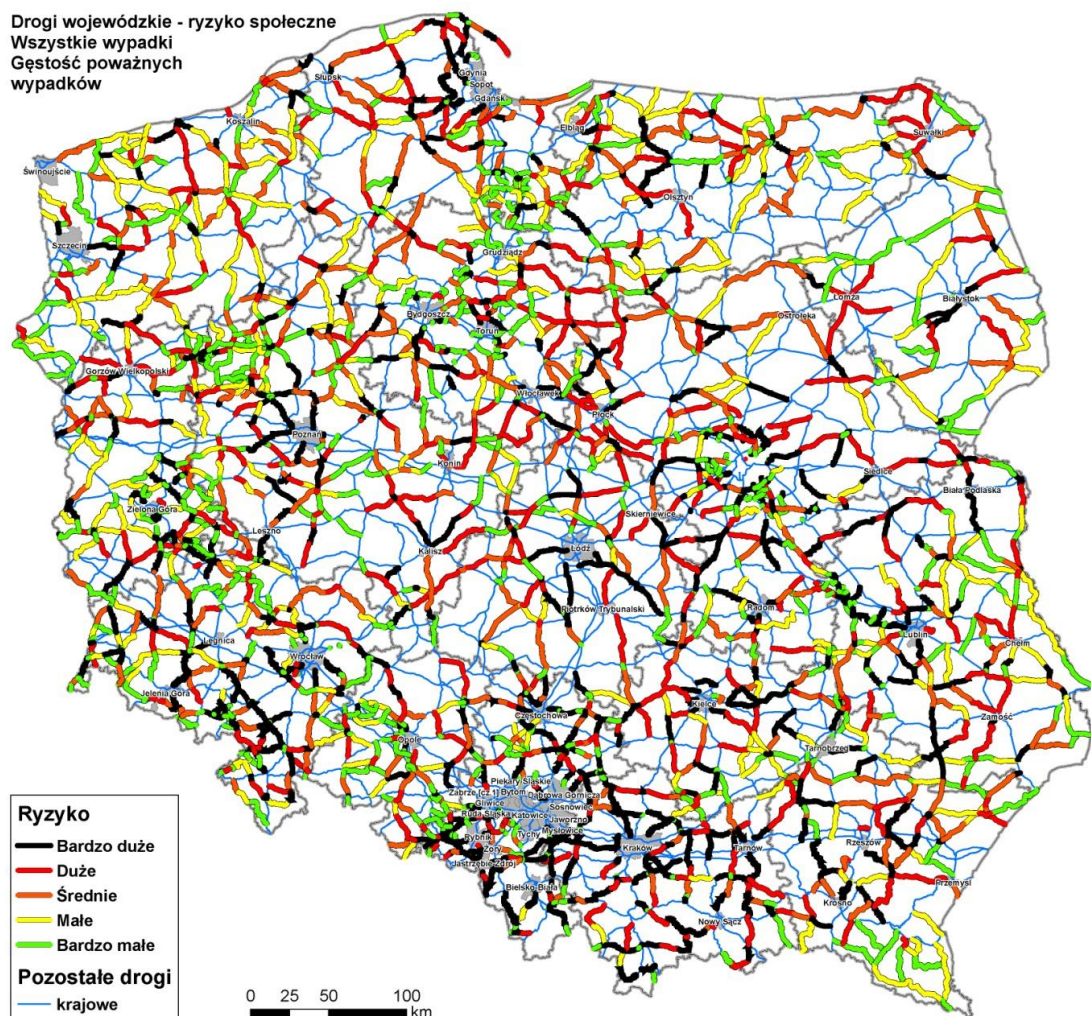 Drogi wojewódzkie - ryzyko społeczne
Wszystkie wypadki
Gęstość poważnych
wypadków
Słupsk
Gdynia
Sopot
Gdańsk
Koszalin
Elbląg
Suwałki
Świnoujście
Olsztyn
Szczecin
Grudziądz
Łomża
Białystok
Ostrołęka
Bydgoszcz
Toruń
Gorzów Wielkopolski
Włocławek
Płock
Poznań
Konin
Siedlce
Biała Podlaska
Zielona Góra
Skierniewice
Leszno
Kalisz
Łódź
Piotrków Trybunalski
Radom
Legnica
Lublin
Chełm
Wrocław
Jelenia Góra
Kielce
Częstochowa
Zamość
Opole
Tarnobrzeg
Piekary Śląskie
Zabrze [cz 1] Bytom
Dąbrowa Górnicza
Gliwice
Sosnowiec
Ruda Śląska
Katowice
Jaworzno
Tychy
Mysłowice
Rybnik
Żory
Kraków
Tarnów
Rzeszów
Jastrzębie-Zdrój
Bielsko-Biała
Przemyśl
Krosno
Nowy Sącz
Ryzyko
Bardzo duże
Duże
Średnie
Małe
Bardzo małe
Pozostałe drogi
krajowe
0 25 50 100
km